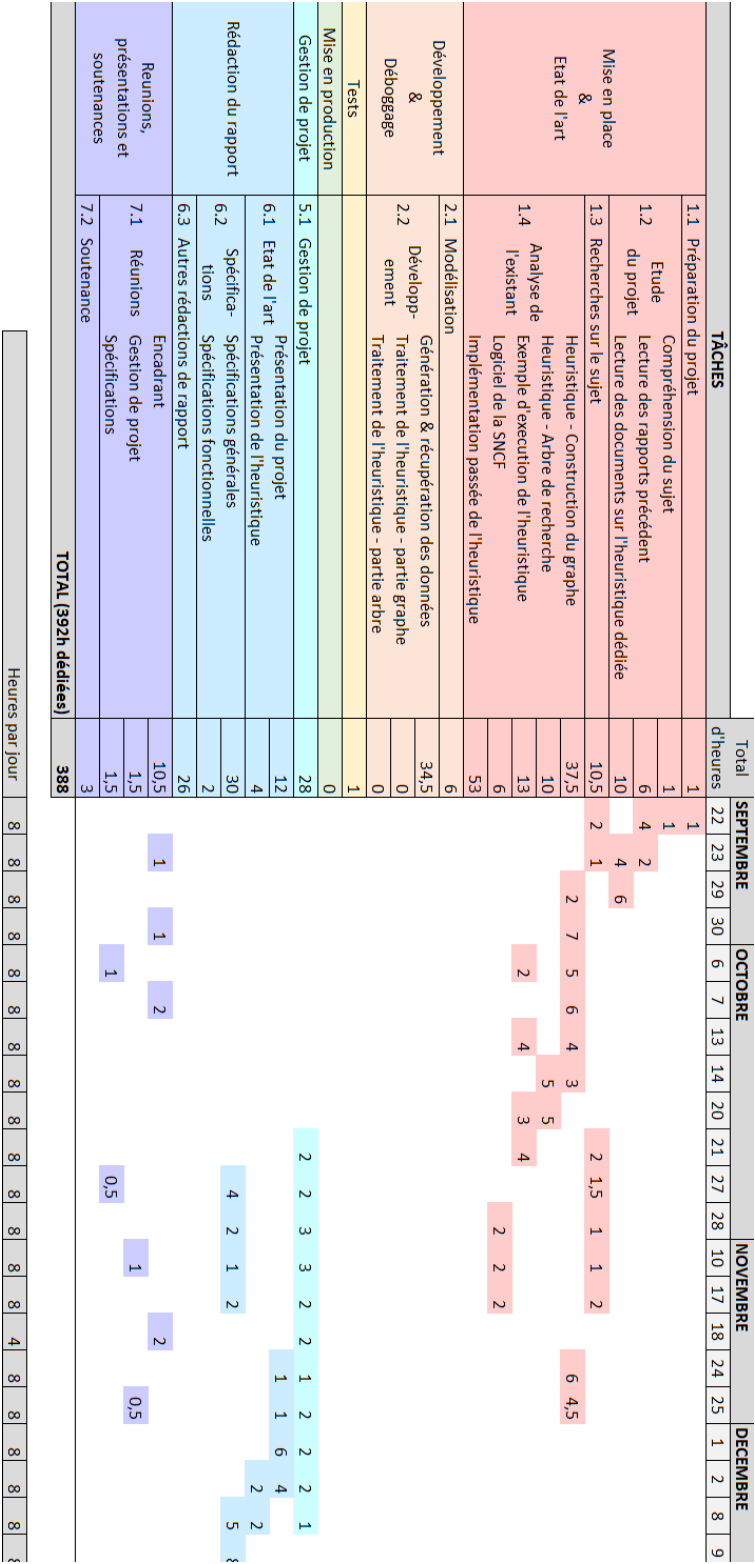 TÂCHES Total d'heures SEPTEMBRE OCTOBRE NOVEMBRE DECEMBRE
22 23 29 30 6 7 13 14 20 21 27 28 10 17 18 24 25 1 2 8 9
Mise en place
&
Etat de l'art
1.1 Préparation du projet 1 1
1.2 Etude du projet
Compréhension du sujet 1 1
Lecture des rapports précédent 6 4 2
Lecture des documents sur l'heuristique dédiée 10 4 6
1.3 Recherches sur le sujet 10,5 2 1 2 1,5 1 1 2
1.4 Analyse de l'existant
Heuristique - Construction du graphe 37,5 2 7 5 6 4 3 6 4,5
Heuristique - Arbre de recherche 10 5 5
Exemple d'execution de l'heuristique 13 2 4 3 4
Logiciel de la SNCF 6 2 2 2
Implémentation passée de l'heuristique 53
Développement
&
Déboggage
2.1 Modélisation 6
2.2 Développ-
ement
Génération & récupération des données 34,5
Traitement de l'heuristique - partie graphe 0
Traitement de l'heuristique - partie arbre 0
Tests 1
Mise en production 0
Gestion de projet 5.1 Gestion de projet 28 2 2 3 3 2 2 1 2 2 2 1
Rédaction du rapport
6.1 Etat de l'art
Présentation du projet 12 1 1 6 4
Présentation de l'heuristique 4 2 2
6.2 Spécifica-
tions
Spécifications générales 30 4 2 1 2 5
Spécifications fonctionnelles 2
6.3 Autres rédactions de rapport 26
Reunions,
présentations et
soutenances
7.1 Réunions
Encadrant 10,5 1 1 2 2
Gestion de projet 1,5 1 0,5
Spécifications 1,5 1 0,5
7.2 Soutenance 3
TOTAL (392h dédiées) 388
Heures par jour 8 8 8 8 8 8 8 8 8 8 8 8 8 8 4 8 8 8 8 8